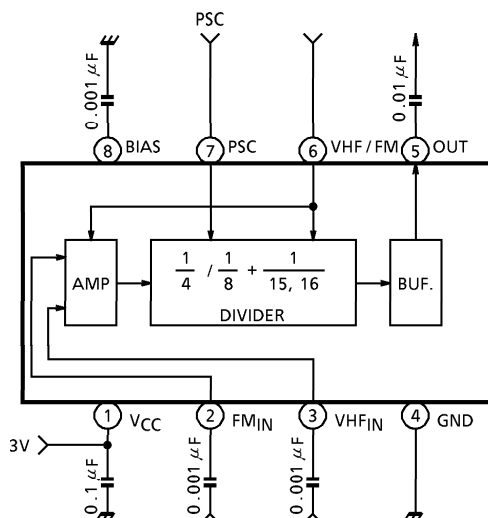 PSC
0.001 μF
0.01 μF
8 BIAS
7 PSC
6 VHF / FM
5 OUT
AMP
1/4 / 1/8 + 1/15, 16
DIVIDER
BUF.
1 VCC
2 FMIN
3 VHFIN
4 GND
3V
0.1 μF
0.001 μF
0.001 μF